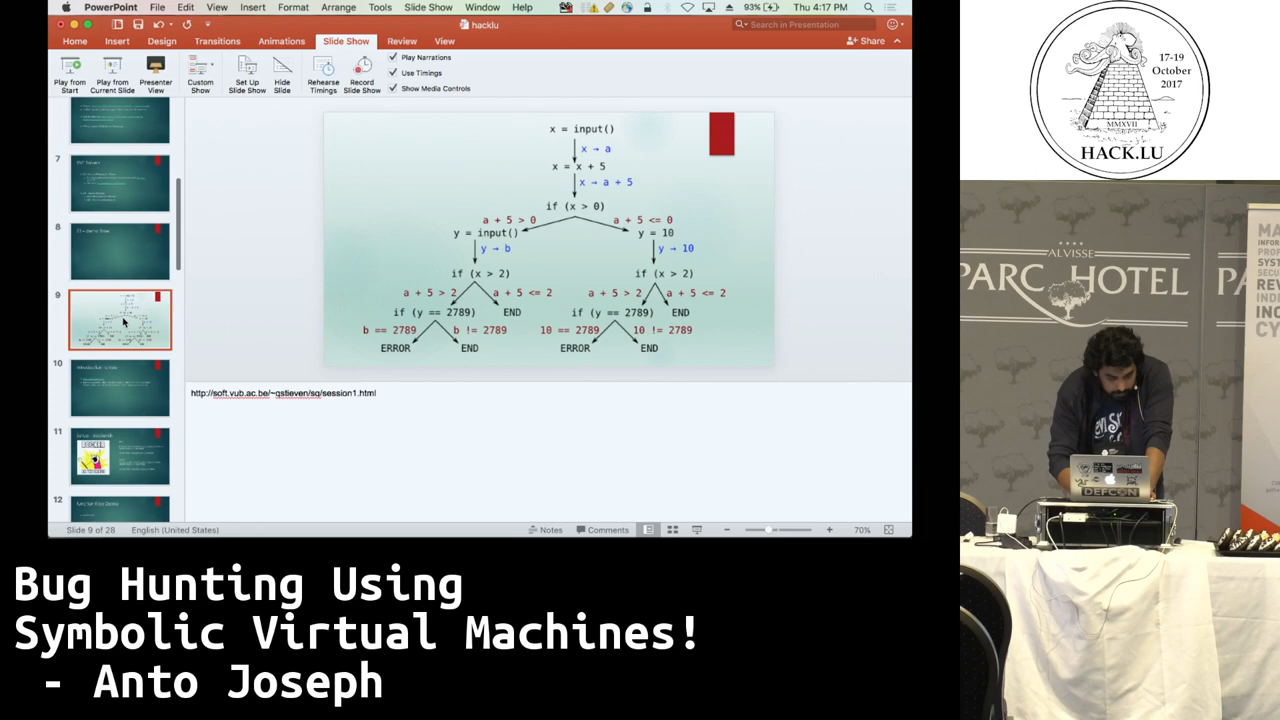 PowerPoint File Edit View Insert Format Arrange Tools Slide Show Window Help 93% Thu 4:17 PM
hacklu
Search in Presentation
Home Insert Design Transitions Animations Slide Show Review View Share
Play from Start
Play from Current Slide
Presenter View
Custom Show
Set Up Slide Show
Hide Slide
Rehearse Timings
Record Slide Show
Play Narrations
Use Timings
Show Media Controls
7
8
9
10
11
12
x = input()
x → a
x = x + 5
x → a + 5
if (x > 0)
a + 5 > 0 a + 5 <= 0
y = input() y = 10
y → b y → 10
if (x > 2) if (x > 2)
a + 5 > 2 a + 5 <= 2 a + 5 > 2 a + 5 <= 2
if (y == 2789) END if (y == 2789) END
b == 2789 b != 2789 10 == 2789 10 != 2789
ERROR END ERROR END
http://soft.vub.ac.be/~qstieven/sq/session1.html
Slide 9 of 28 English (United States) Notes Comments 70%
Bug Hunting Using
Symbolic Virtual Machines!
- Anto Joseph
17-19
October
2017
MMXVII
HACK.LU
ALVISSE
PARC HOTEL
PA
DEFCON